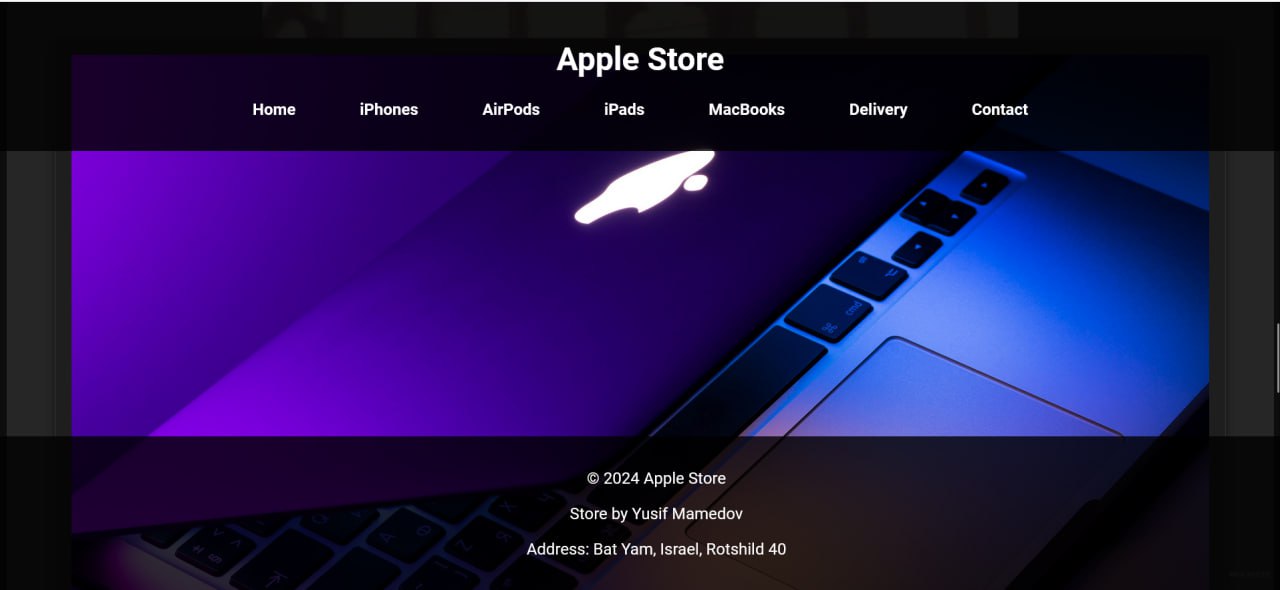 Apple Store
Home iPhones AirPods iPads MacBooks Delivery Contact
cmd
© 2024 Apple Store
Store by Yusif Mamedov
Address: Bat Yam, Israel, Rotshild 40